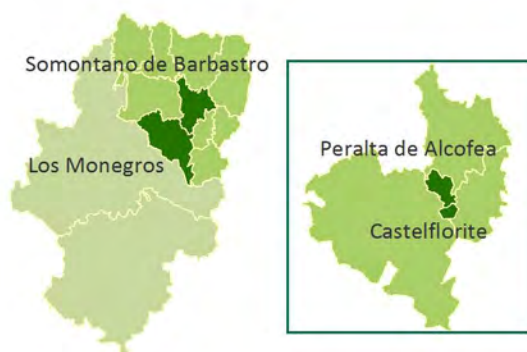 Somontano de Barbastro
Los Monegros
Peralta de Alcofea
Castelflorite